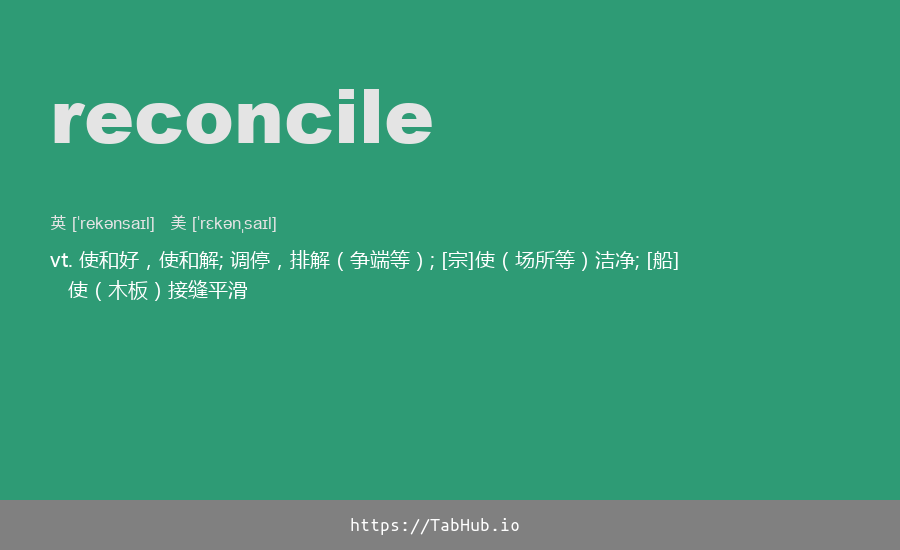 reconcile
英 [ˈrekənsaɪl]   美 [ˈrɛkənˌsaɪl]
vt. 使和好，使和解; 调停，排解（争端等）; [宗]使（场所等）洁净; [船]
使（木板）接缝平滑
https://TabHub.io